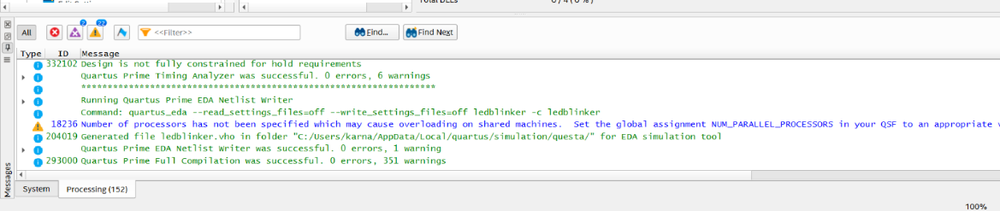 Total DLLs 0 / 4 ( 0 % )
2 22
All <<Filter>> Find... Find Next
Type ID Message
332102 Design is not fully constrained for hold requirements
Quartus Prime Timing Analyzer was successful. 0 errors, 6 warnings
*******************************************************************
Running Quartus Prime EDA Netlist Writer
Command: quartus_eda --read_settings_files=off --write_settings_files=off ledblinker -c ledblinker
18236 Number of processors has not been specified which may cause overloading on shared machines. Set the global assignment NUM_PARALLEL_PROCESSORS in your QSF to an appropriate v
204019 Generated file ledblinker.vho in folder "C:/Users/karna/AppData/Local/quartus/simulation/questa/" for EDA simulation tool
Quartus Prime EDA Netlist Writer was successful. 0 errors, 1 warning
293000 Quartus Prime Full Compilation was successful. 0 errors, 351 warnings
Messages
System Processing (152)
100%